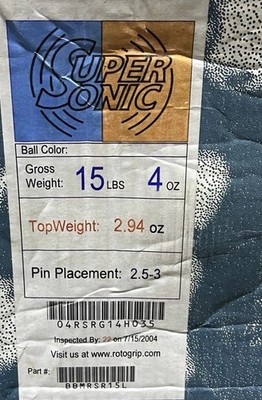 SUPER
SONIC
Ball Color:
Gross Weight: 15 LBS 4 OZ
TopWeight: 2.94 OZ
Pin Placement: 2.5-3
04RSRG14H035
Inspected By: 22 on 7/15/2004
Visit us at www.rotogrip.com
Part #:
BBMRSR15L